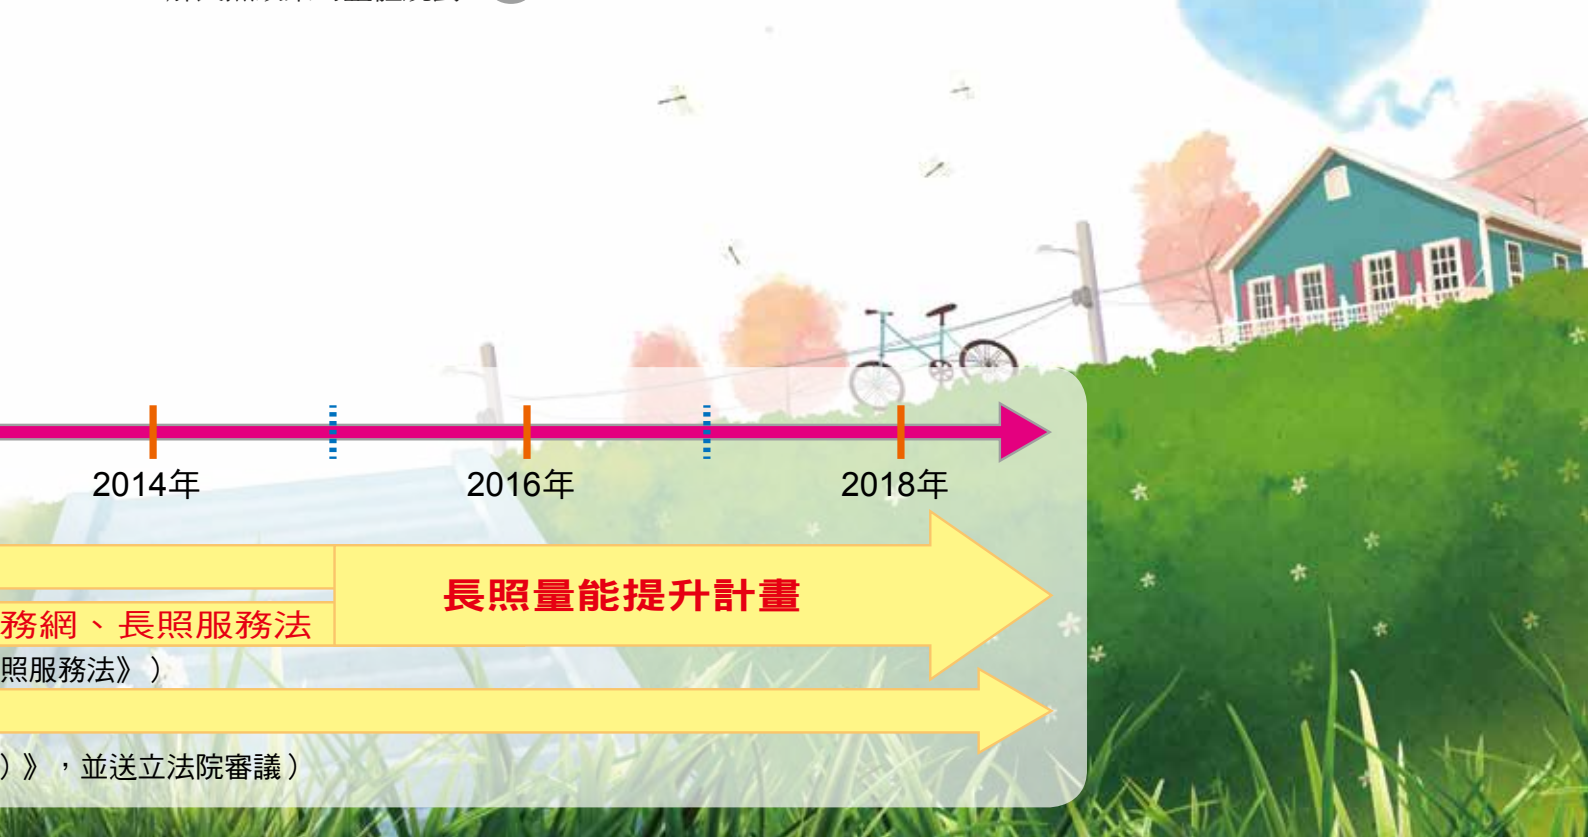 2014年
2016年
2018年
長照量能提升計畫
務網、長照服務法
照服務法》）
）》，並送立法院審議）